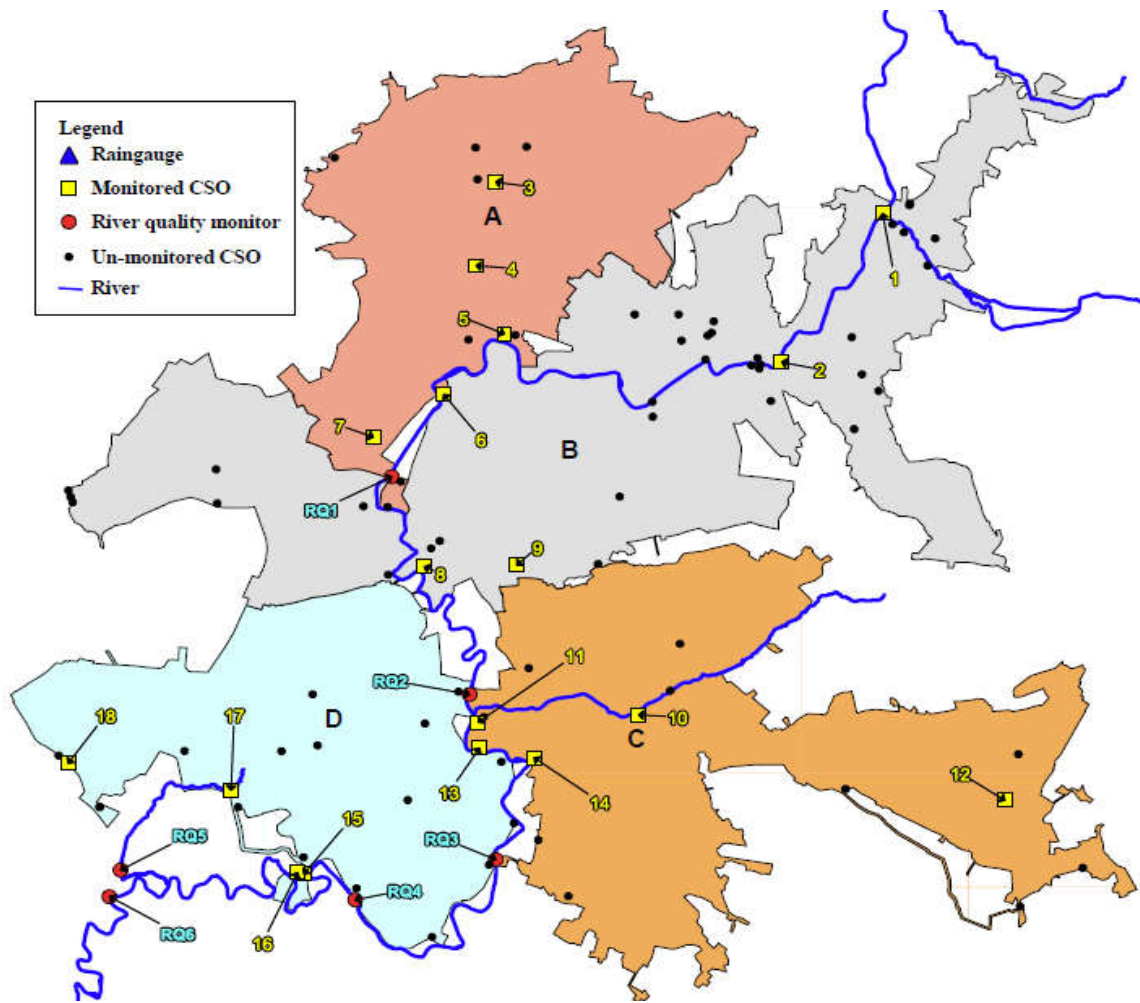 Legend
Raingauge
Monitored CSO
River quality monitor
Un-monitored CSO
River
3
A
1
4
5
2
7
6
B
RQ1
9
8
11
RQ2
18
17
D
10
C
13
14
12
15
RQ3
RQ5
RQ4
RQ6
16